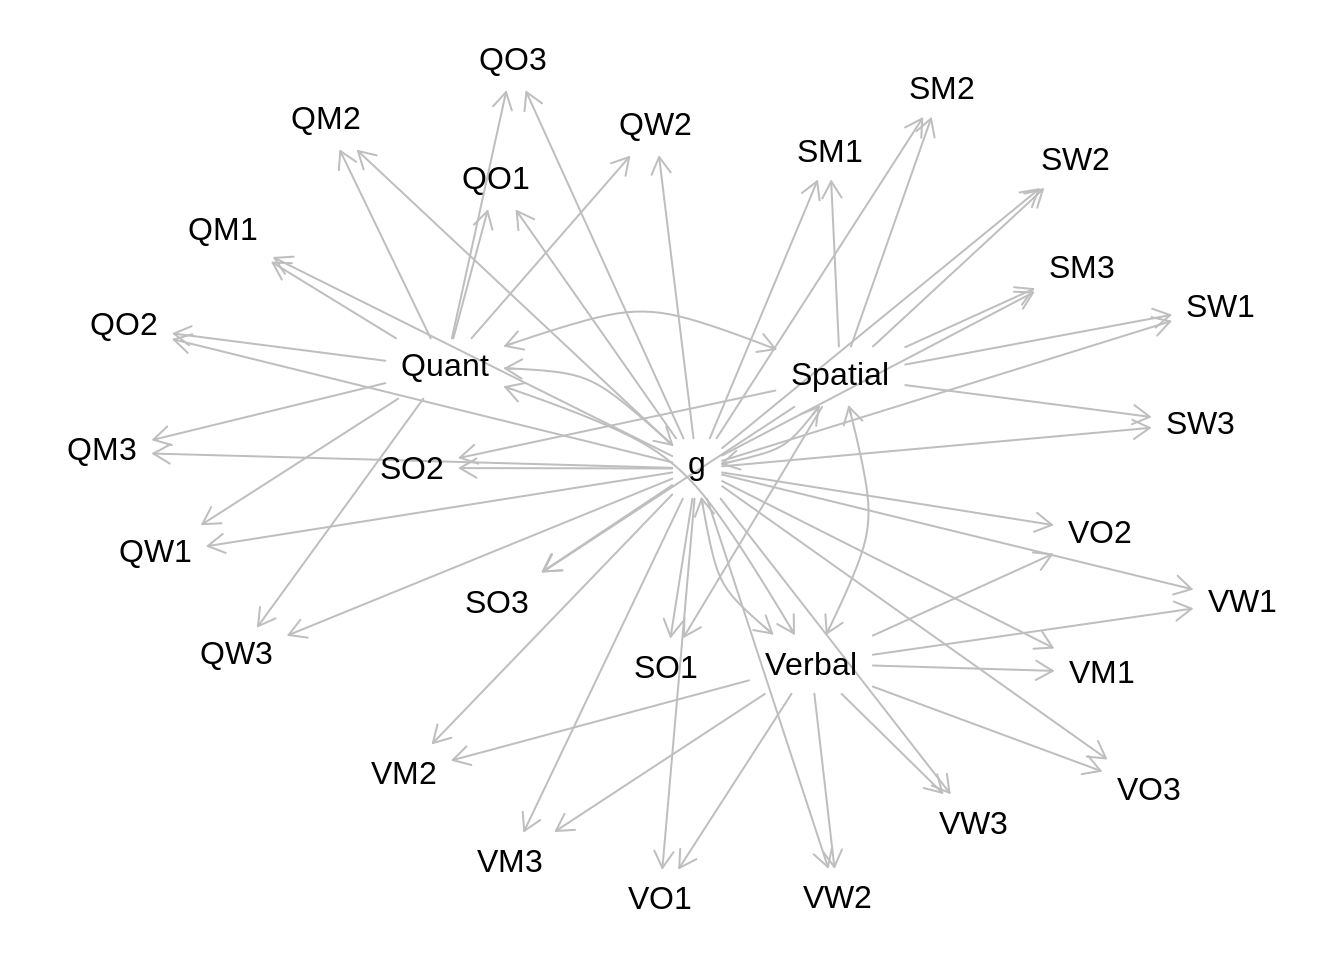 QO3
SM2
QM2
QW2
SM1
SW2
QO1
QM1
SM3
SW1
QO2
Quant
Spatial
SW3
QM3
SO2
g
VO2
QW1
SO3
VW1
QW3
SO1
Verbal
VM1
VM2
VO3
VW3
VM3
VO1
VW2